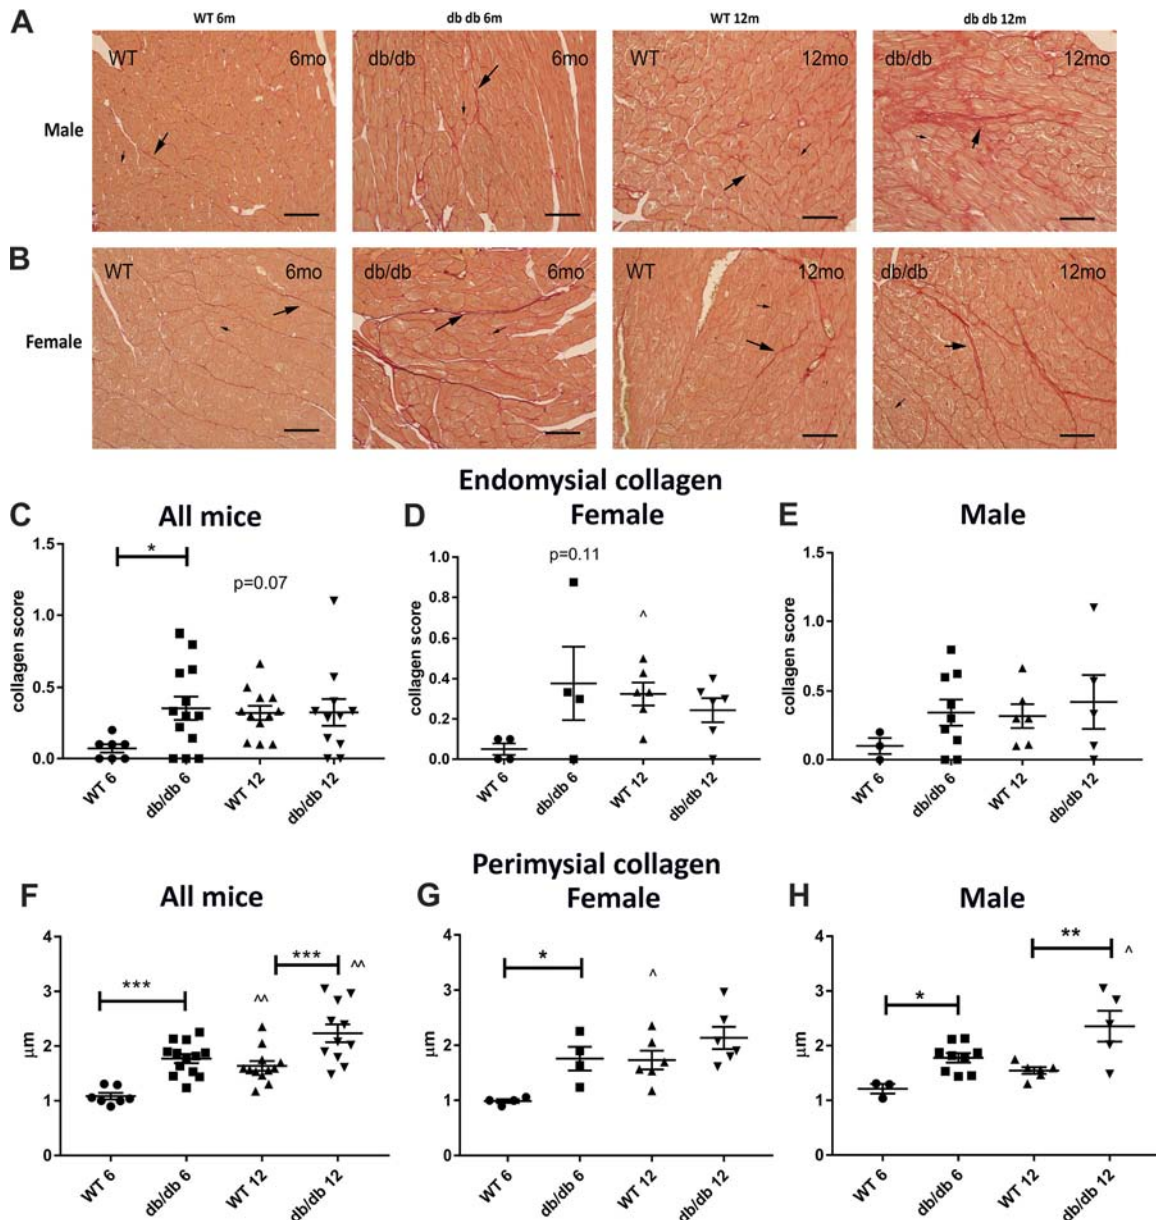 A
WT 6m
db db 6m
WT 12m
db db 12m
Male
WT 6mo
db/db 6mo
WT 12mo
db/db 12mo
B
Female
WT 6mo
db/db 6mo
WT 12mo
db/db 12mo
Endomysial collagen
C All mice
D Female
E Male
collagen score
1.5
1.0
0.5
0.0
*
p=0.07
WT 6
db/db 6
WT 12
db/db 12
collagen score
1.0
0.8
0.6
0.4
0.2
0.0
p=0.11
^
WT 6
db/db 6
WT 12
db/db 12
collagen score
1.5
1.0
0.5
0.0
WT 6
db/db 6
WT 12
db/db 12
Perimysial collagen
F All mice
G Female
H Male
µm
4
3
2
1
0
***
^^
***
^^
WT 6
db/db 6
WT 12
db/db 12
4
3
2
1
0
*
^
WT 6
db/db 6
WT 12
db/db 12
µm
4
3
2
1
0
*
**
^
WT 6
db/db 6
WT 12
db/db 12